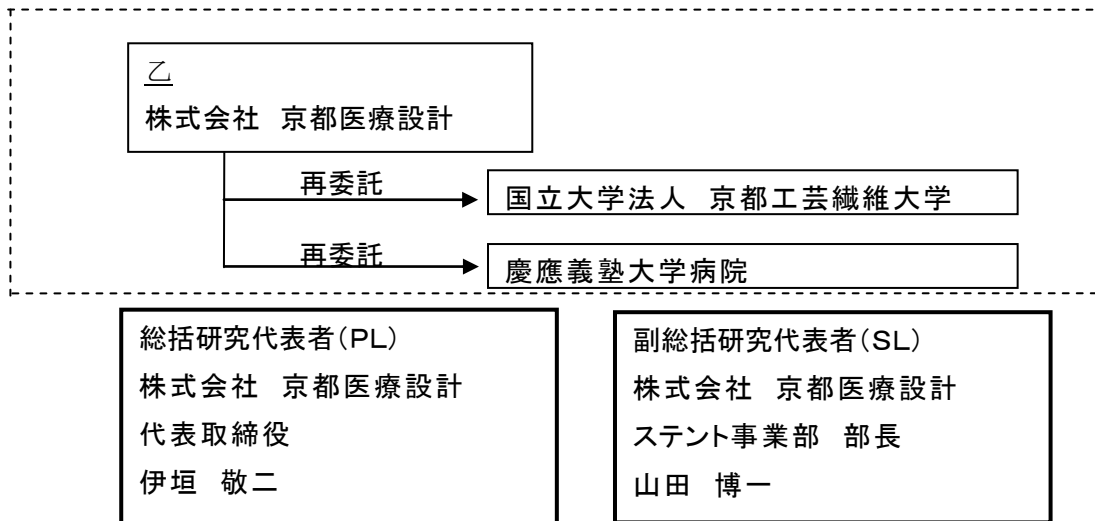 乙
株式会社 京都医療設計
再委託
国立大学法人 京都工芸繊維大学
再委託
慶應義塾大学病院
総括研究代表者(PL)
株式会社 京都医療設計
代表取締役
伊垣 敬二
副総括研究代表者(SL)
株式会社 京都医療設計
ステント事業部 部長
山田 博一